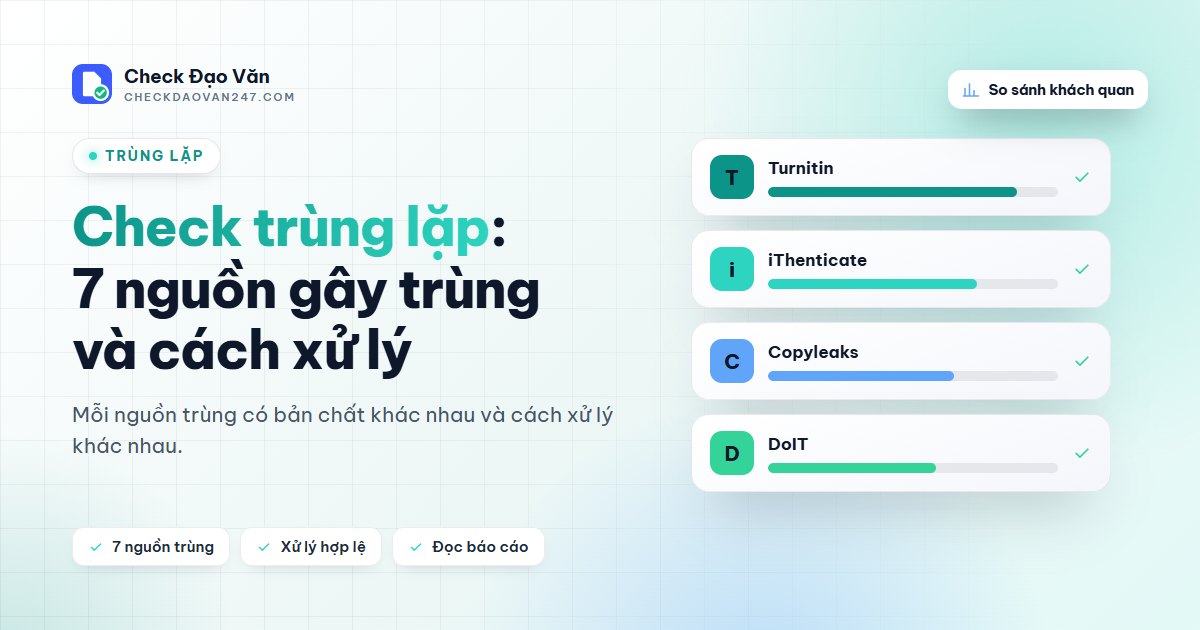 Check Đạo Văn
CHECKDAOVAN247.COM
TRÙNG LẶP
Check trùng lặp:
7 nguồn gây trùng
và cách xử lý
Mỗi nguồn trùng có bản chất khác nhau và cách xử lý
khác nhau.
7 nguồn trùng
Xử lý hợp lệ
Đọc báo cáo
So sánh khách quan
T
Turnitin
i
iThenticate
C
Copyleaks
D
DoIT